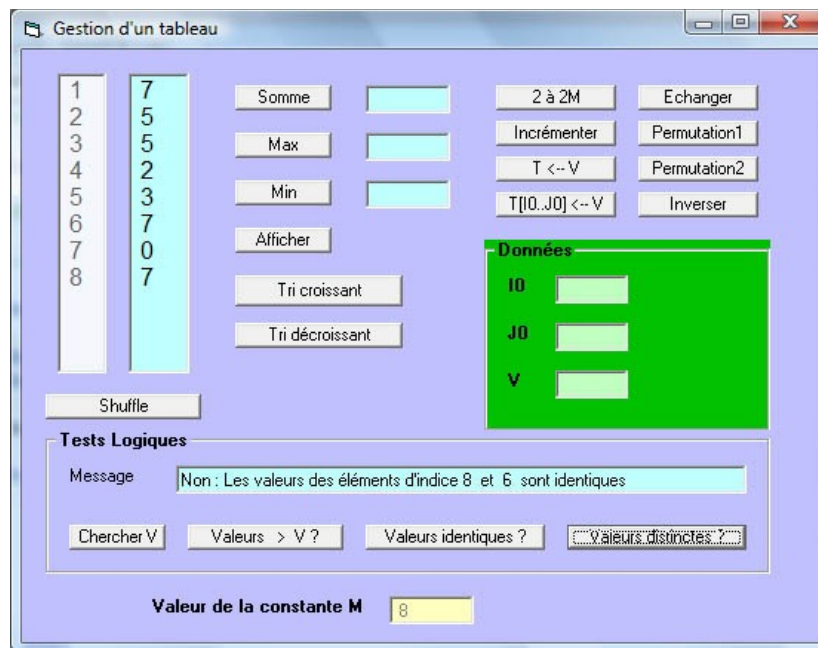 Gestion d'un tableau
1 7
2 5
3 5
4 2
5 3
6 7
7 0
8 7
Somme
Max
Min
Afficher
Tri croissant
Tri décroissant
2 à 2M
Echanger
Incrémenter
Permutation1
T <-- V
Permutation2
T[I0..J0] <-- V
Inverser
Données
I0
J0
V
Shuffle
Tests Logiques
Message
Non : Les valeurs des éléments d'indice 8 et 6 sont identiques
Chercher V
Valeurs > V ?
Valeurs identiques ?
Valeurs distinctes ?
Valeur de la constante M
8